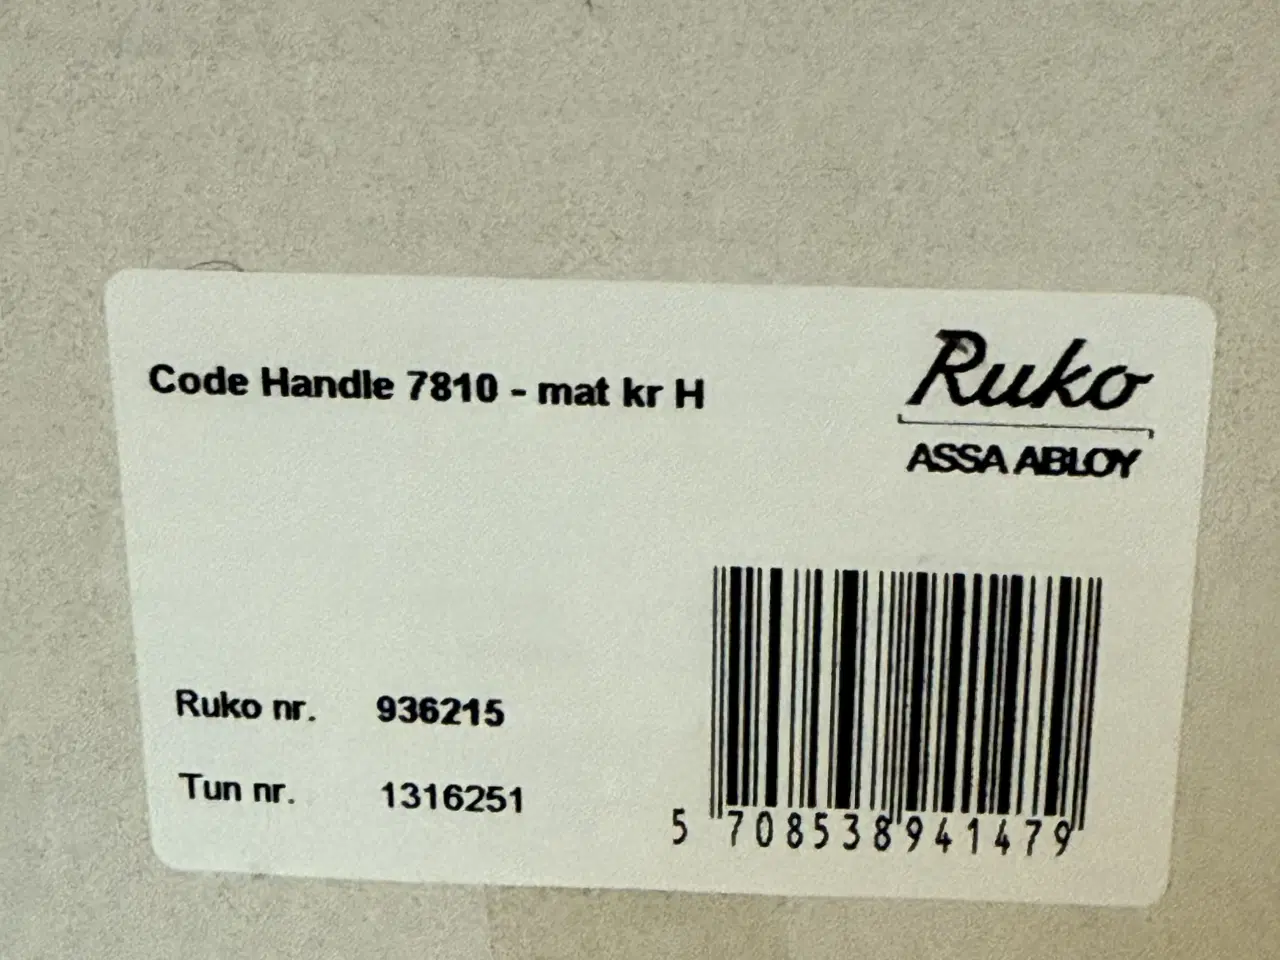 Code Handle 7810 - mat kr H
Ruko
ASSA ABLOY
Ruko nr. 936215
Tun nr. 1316251
5 708538 941479